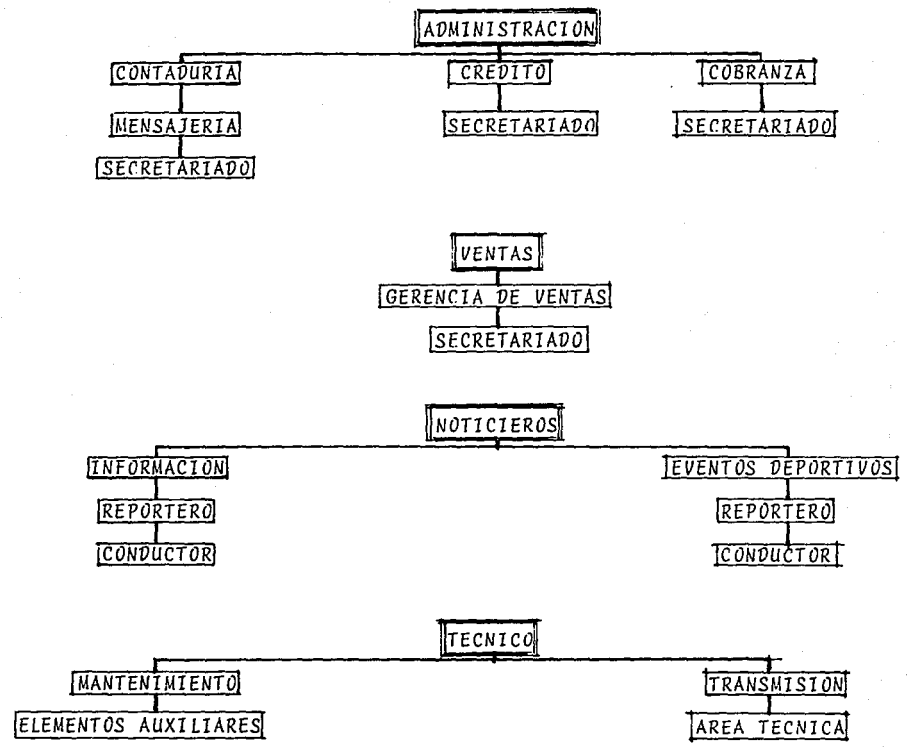 ADMINISTRACION
CONTADURIA CREDITO COBRANZA
MENSAJERIA SECRETARIADO SECRETARIADO
SECRETARIADO
VENTAS
GERENCIA DE VENTAS
SECRETARIADO
NOTICIEROS
INFORMACION EVENTOS DEPORTIVOS
REPORTERO REPORTERO
CONDUCTOR CONDUCTOR
TECNICO
MANTENIMIENTO TRANSMISION
ELEMENTOS AUXILIARES AREA TECNICA